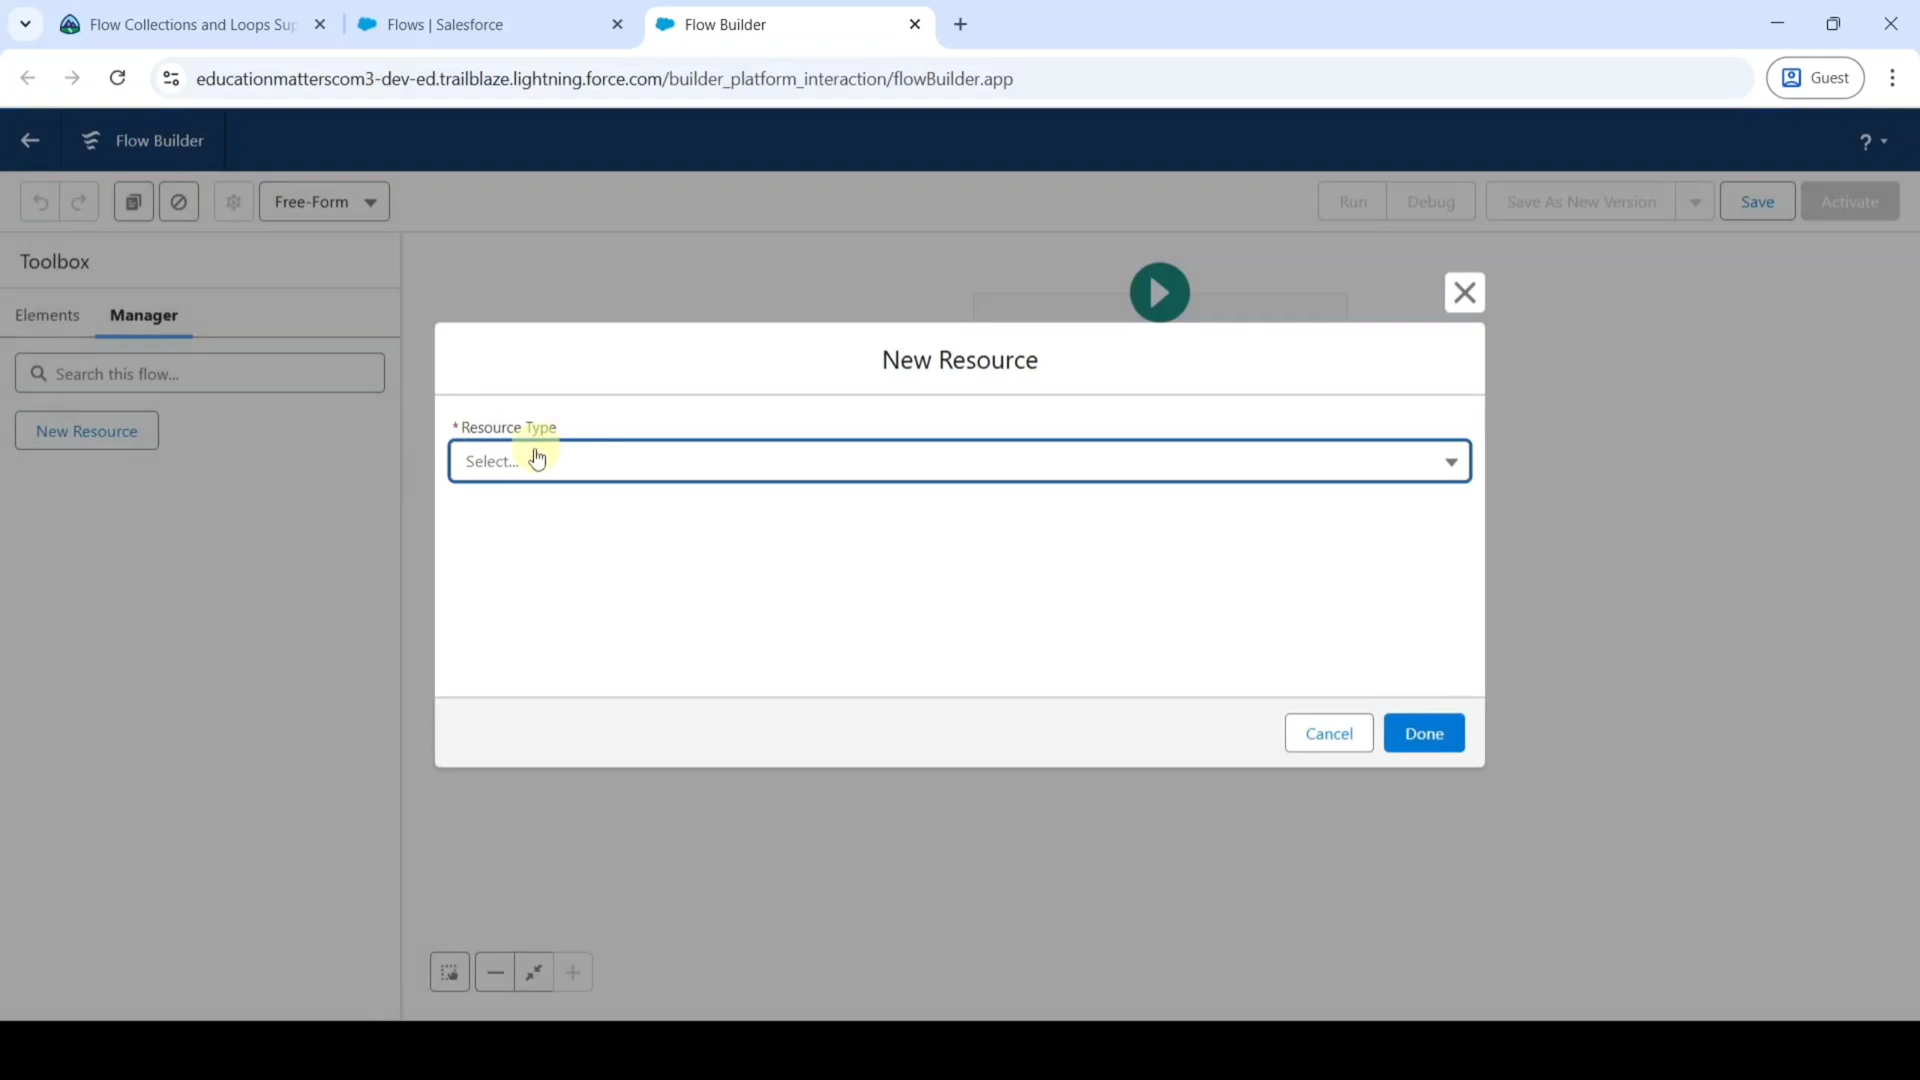 Flow Collections and Loops Sup
Flows | Salesforce
Flow Builder
educationmatterscom3-dev-ed.trailblaze.lightning.force.com/builder_platform_interaction/flowBuilder.app
Guest
Flow Builder
?
Free-Form
Run
Debug
Save As New Version
Save
Activate
Toolbox
Elements
Manager
Search this flow...
New Resource
New Resource
* Resource Type
Select...
Cancel
Done